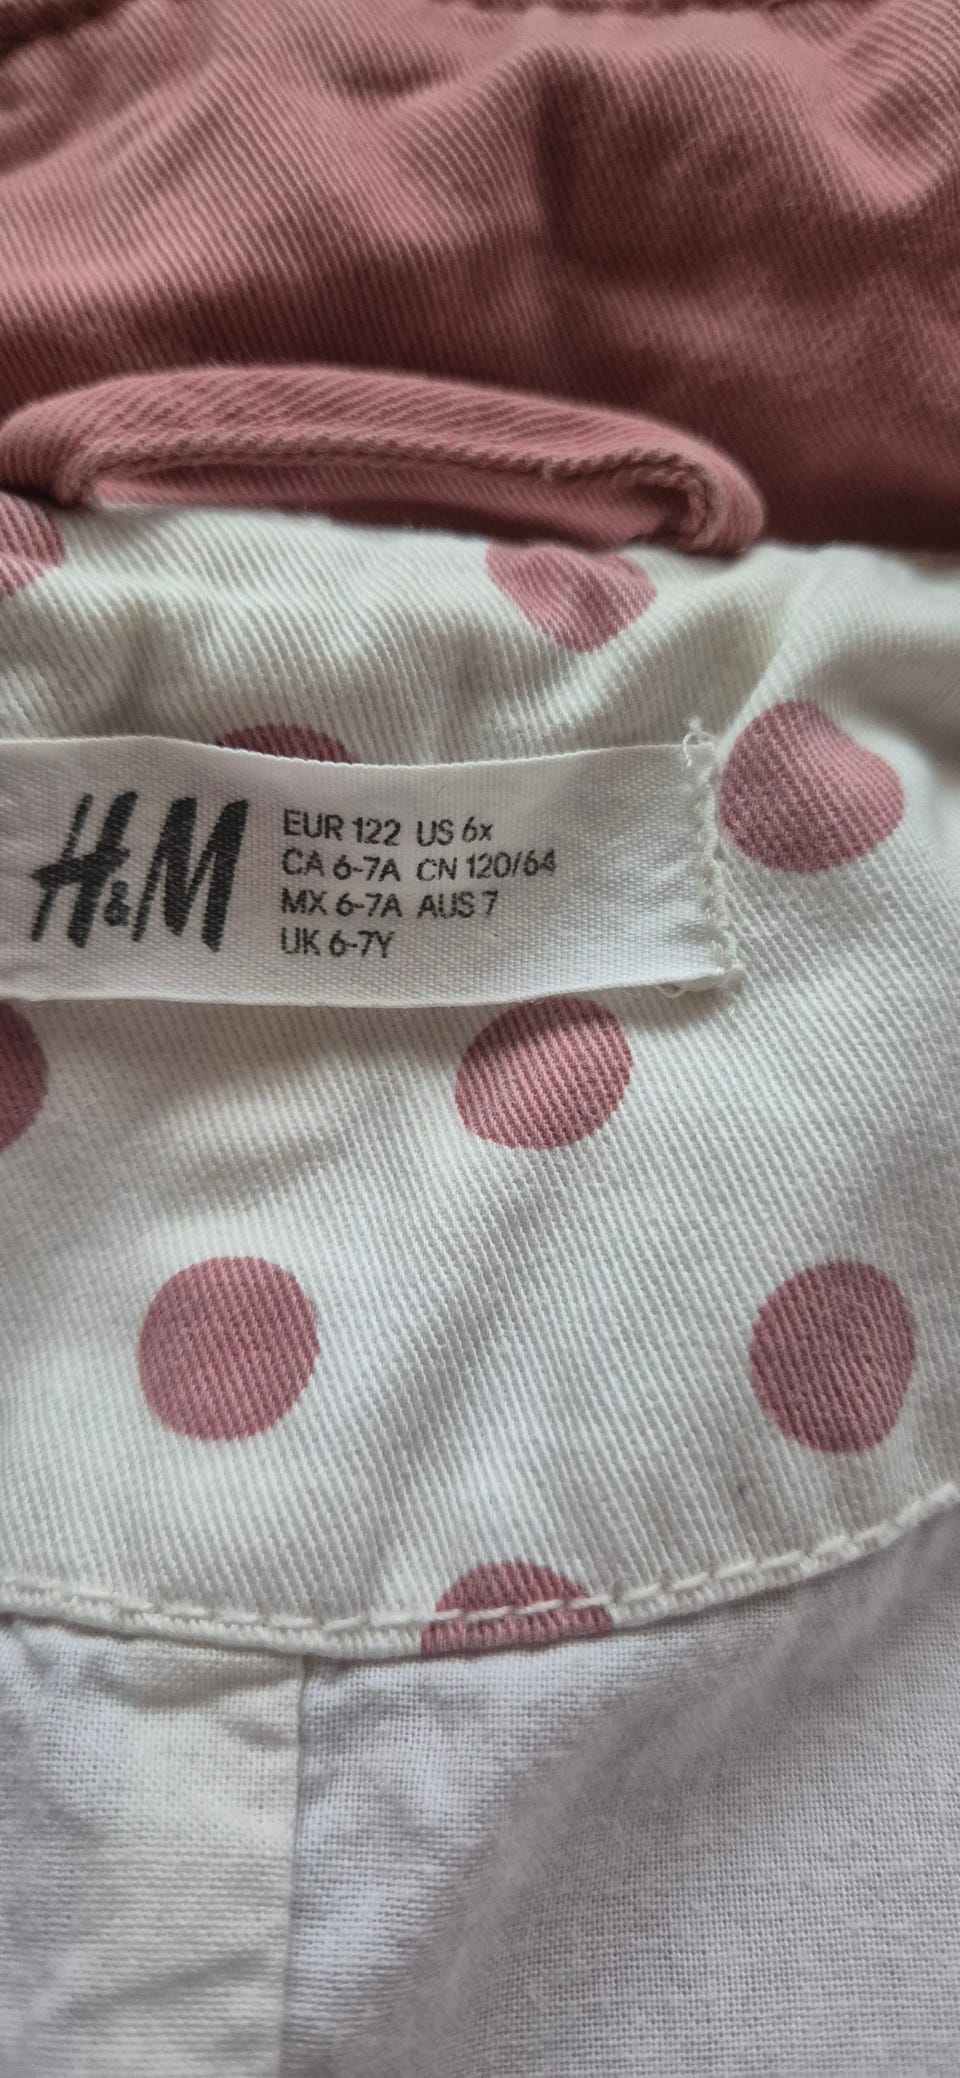 H&M
EUR 122 US 6x
CA 6-7A CN 120/64
MX 6-7A AUS 7
UK 6-7Y